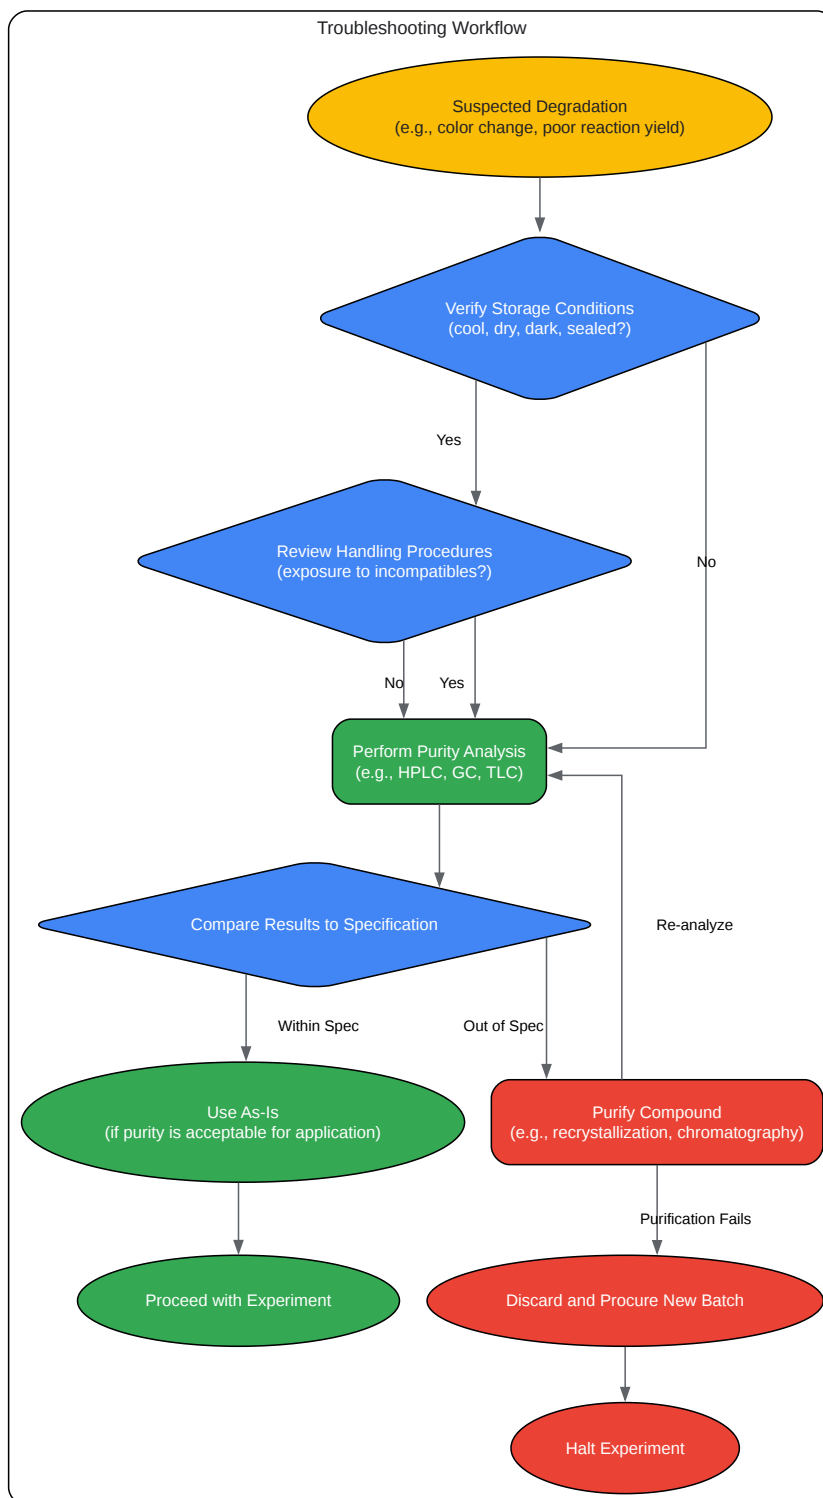 Troubleshooting Workflow
Suspected Degradation
(e.g., color change, poor reaction yield)
Verify Storage Conditions
(cool, dry, dark, sealed?)
Yes
Review Handling Procedures
(exposure to incompatibles?)
No
No
Yes
Perform Purity Analysis
(e.g., HPLC, GC, TLC)
Compare Results to Specification
Re-analyze
Within Spec
Out of Spec
Use As-Is
(if purity is acceptable for application)
Purify Compound
(e.g., recrystallization, chromatography)
Purification Fails
Proceed with Experiment
Discard and Procure New Batch
Halt Experiment